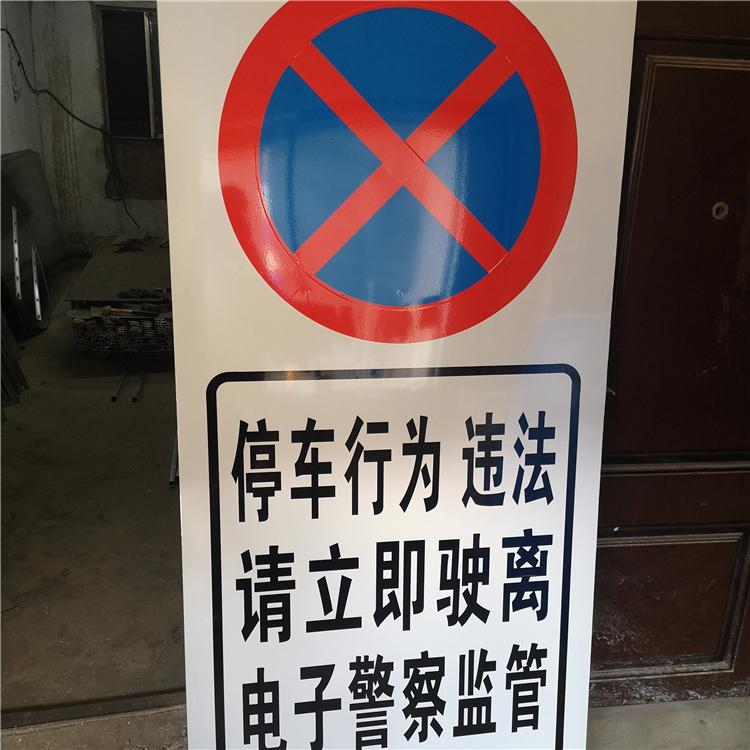 停车行为 违法
请立即驶离
电子警察监管